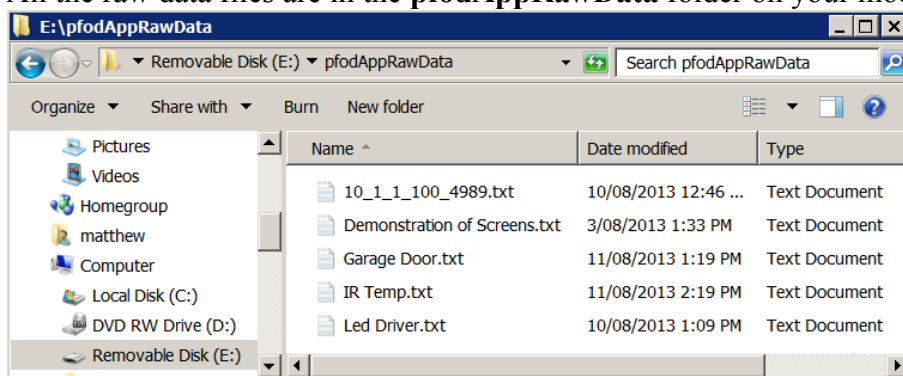 All the raw data files are in the pfodAppRawData folder on your mob
E:\pfodAppRawData
Removable Disk (E:) pfodAppRawData Search pfodAppRawData
Organize Share with Burn New folder
Pictures
Videos
Homegroup
matthew
Computer
Local Disk (C:)
DVD RW Drive (D:)
Removable Disk (E:)
Name Date modified Type
10_1_1_100_4989.txt 10/08/2013 12:46 ... Text Document
Demonstration of Screens.txt 3/08/2013 1:33 PM Text Document
Garage Door.txt 11/08/2013 1:19 PM Text Document
IR Temp.txt 11/08/2013 2:19 PM Text Document
Led Driver.txt 10/08/2013 1:09 PM Text Document